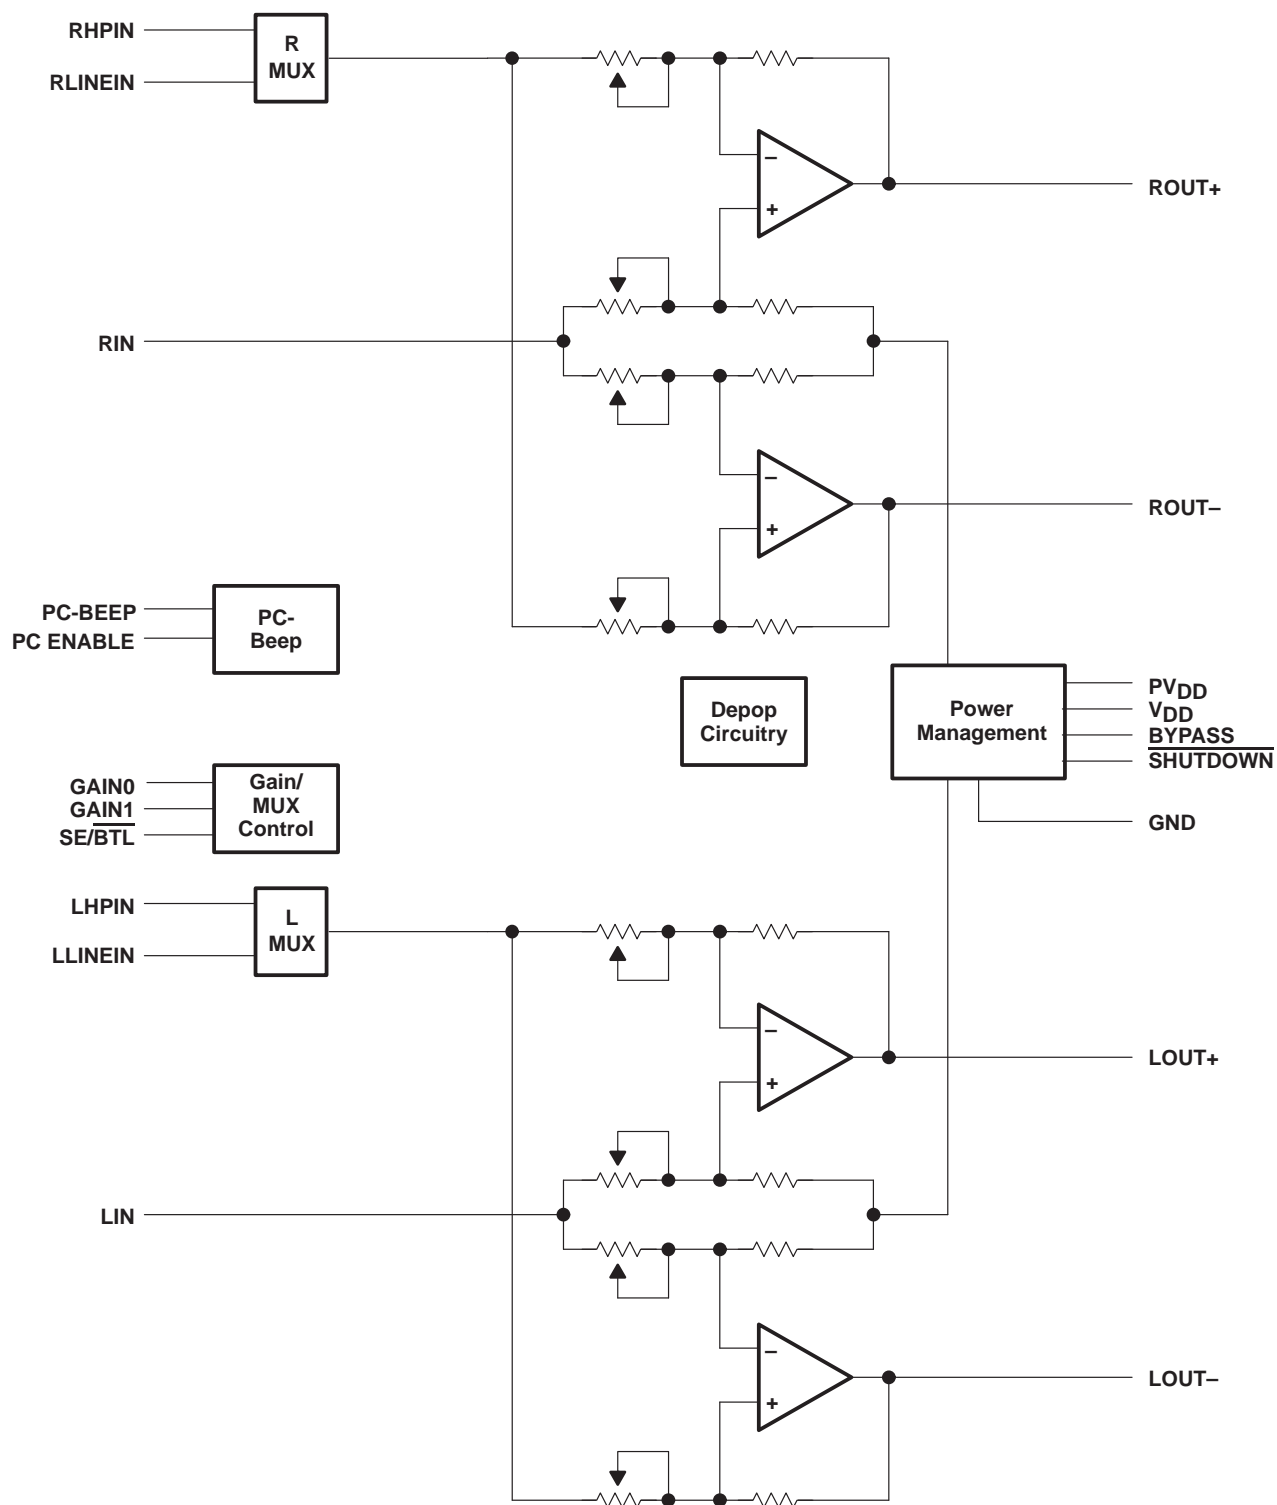 RHPIN
RLINEIN
R
MUX
–
+
ROUT+
RIN
–
+
ROUT–
PC-BEEP
PC ENABLE
PC-
Beep
Depop
Circuitry
Power
Management
PVDD
VDD
BYPASS
SHUTDOWN
GND
GAIN0
GAIN1
SE/BTL
Gain/
MUX
Control
LHPIN
LLINEIN
L
MUX
–
+
LOUT+
LIN
–
+
LOUT–